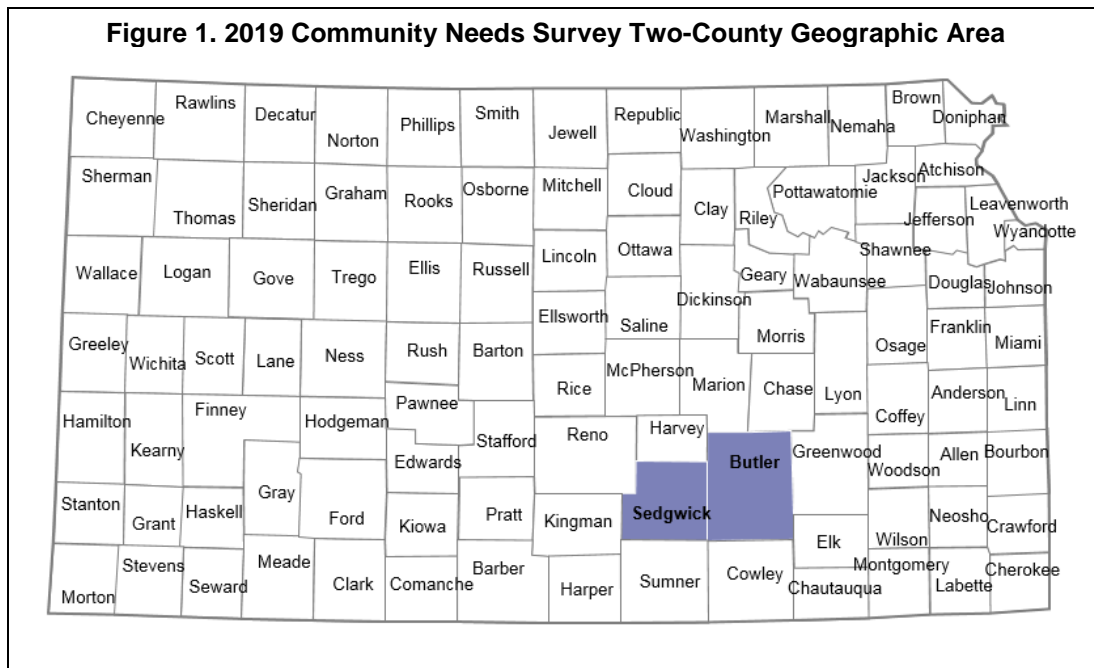 Figure 1. 2019 Community Needs Survey Two-County Geographic Area
Cheyenne Rawlins Decatur Norton Phillips Smith Jewell Republic Washington Marshall Nemaha Brown Doniphan
Sherman Thomas Sheridan Graham Rooks Osborne Mitchell Cloud Clay Riley Pottawatomie Jackson Atchison
Jefferson Leavenworth Wyandotte
Wallace Logan Gove Trego Ellis Russell Lincoln Ottawa Dickinson Geary Wabaunsee Shawnee Douglas Johnson
Ellsworth Saline Morris Osage Franklin Miami
Greeley Wichita Scott Lane Ness Rush Barton Rice McPherson Marion Chase Lyon Coffey Anderson Linn
Hamilton Kearny Finney Hodgeman Pawnee Stafford Reno Harvey Butler Greenwood Woodson Allen Bourbon
Edwards
Stanton Grant Haskell Gray Ford Kiowa Pratt Kingman Sedgwick Elk Wilson Neosho Crawford
Morton Stevens Seward Meade Clark Comanche Barber Harper Sumner Cowley Chautauqua Montgomery Labette Cherokee